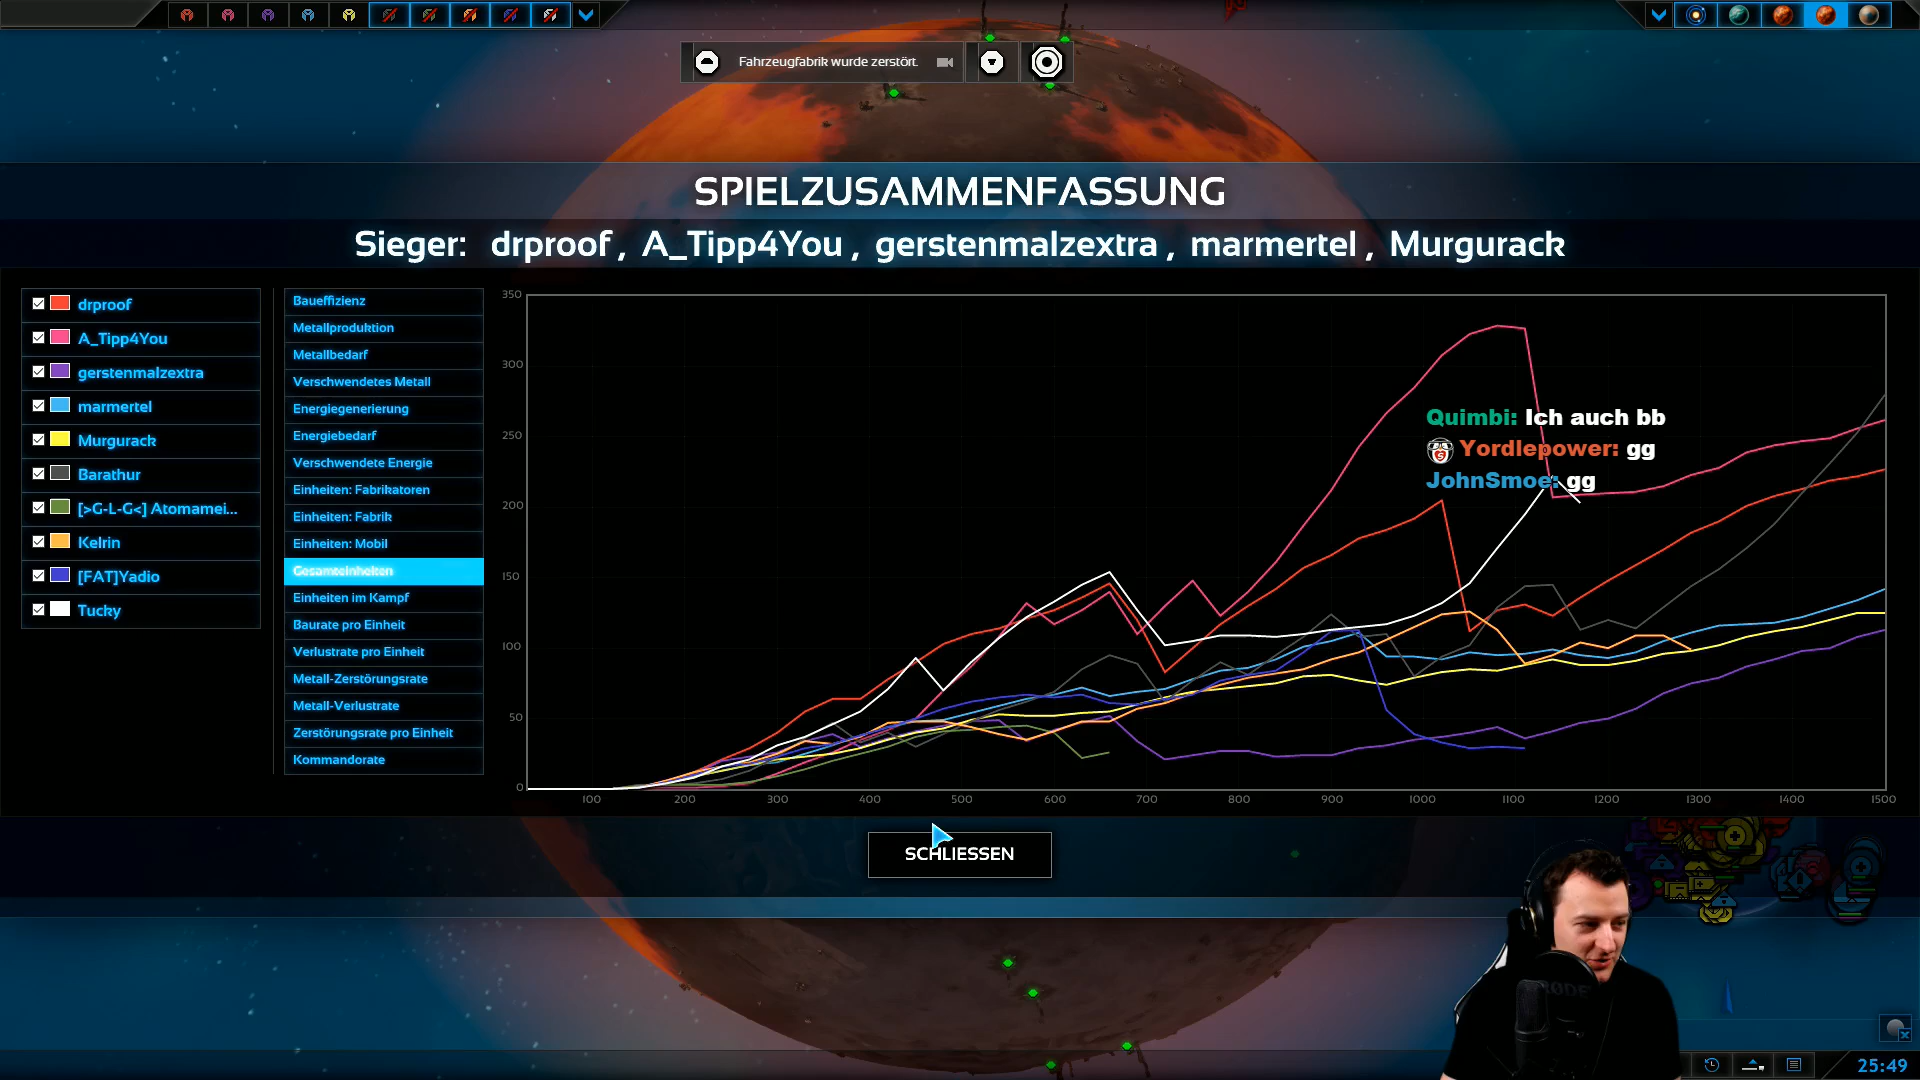 Fahrzeugfabrik wurde zerstört.
SPIELZUSAMMENFASSUNG
Sieger: drproof , A_Tipp4You , gerstenmalzextra , marmertel , Murgurack
drproof
A_Tipp4You
gerstenmalzextra
marmertel
Murgurack
Barathur
[>G-L-G<] Atomamei...
Kelrin
[FAT]Yadio
Tucky
Baueffizienz
Metallproduktion
Metallbedarf
Verschwendetes Metall
Energiegenerierung
Energiebedarf
Verschwendete Energie
Einheiten: Fabrikatoren
Einheiten: Fabrik
Einheiten: Mobil
Gesamteinheiten
Einheiten im Kampf
Baurate pro Einheit
Verlustrate pro Einheit
Metall-Zerstörungsrate
Metall-Verlustrate
Zerstörungsrate pro Einheit
Kommandorate
350
300
250
200
150
100
50
0
100 200 300 400 500 600 700 800 900 1000 1100 1200 1300 1400 1500
Quimbi: Ich auch bb
Yordlepower: gg
JohnSmoe: gg
SCHLIESSEN
25:49